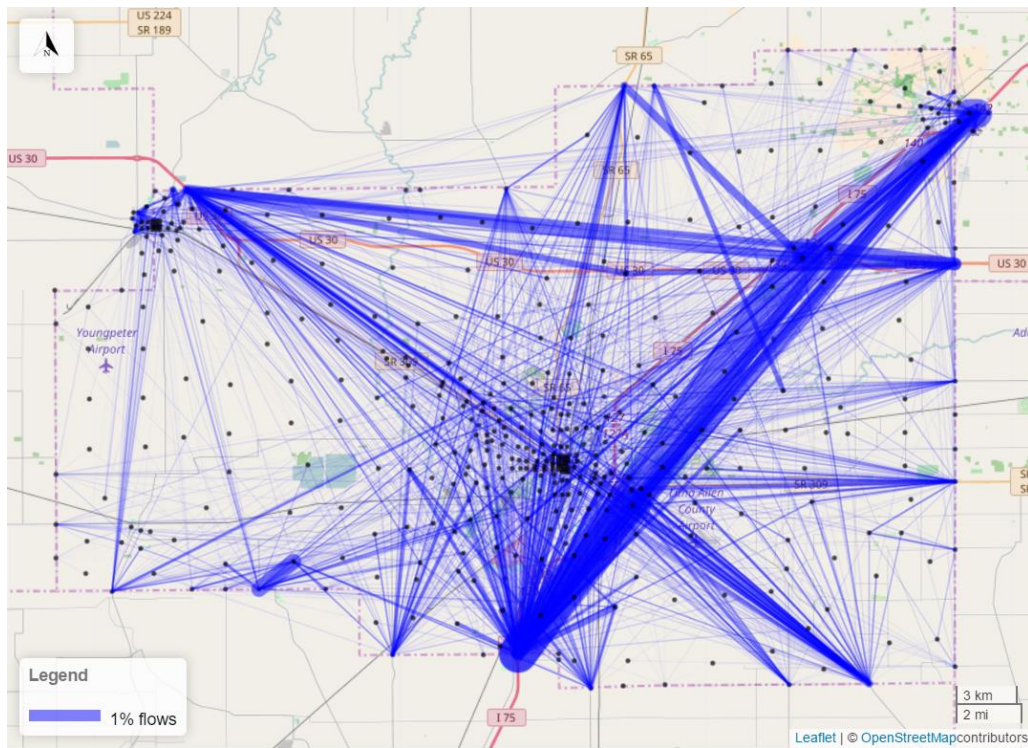 US 224
SR 189
N
SR 65
US 30
SR 65
I 75
US 30
US 30
US 30
US 30
Youngpeter
Airport
I 75
SR 65
SR 309
Lima Allen
County
Airport
Legend
1% flows
3 km
2 mi
I 75
Leaflet | © OpenStreetMapcontributors